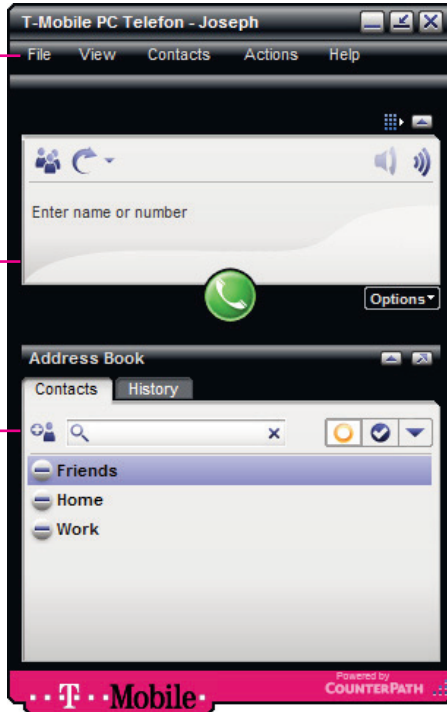 T-Mobile PC Telefon - Joseph
File View Contacts Actions Help
Enter name or number
Options
Address Book
Contacts History
Friends
Home
Work
Powered by
COUNTERPATH
·· T ·· Mobile ·